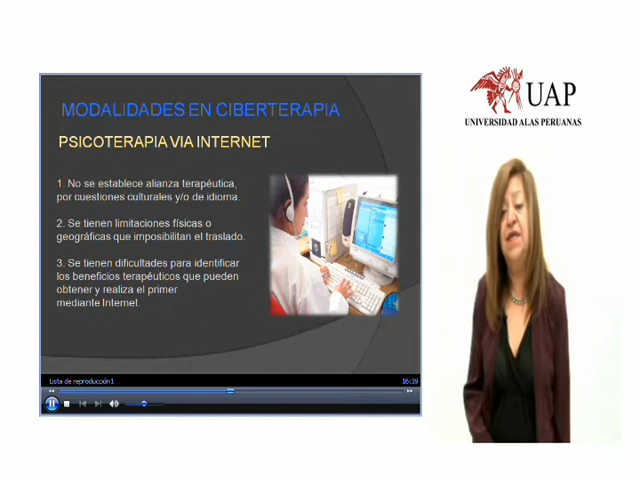 MODALIDADES EN CIBERTERAPIA
PSICOTERAPIA VIA INTERNET
1. No se establece alianza terapéutica,
por cuestiones culturales y/o de idioma.
2. Se tienen limitaciones físicas o
geográficas que imposibilitan el traslado.
3. Se tienen dificultades para identificar
los beneficios terapéuticos que pueden
obtener y realiza el primer
mediante Internet.
Lista de reproducción1
16:39
UAP
UNIVERSIDAD ALAS PERUANAS